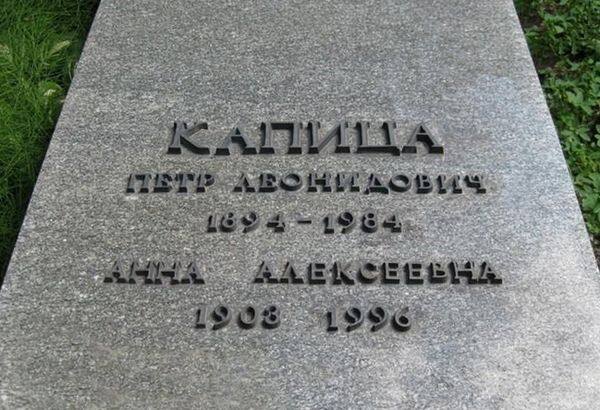 КАПИЦА
ПЕТР ЛЕОНИДОВИЧ
1894-1984
АННА АЛЕКСЕЕВНА
1903 1996